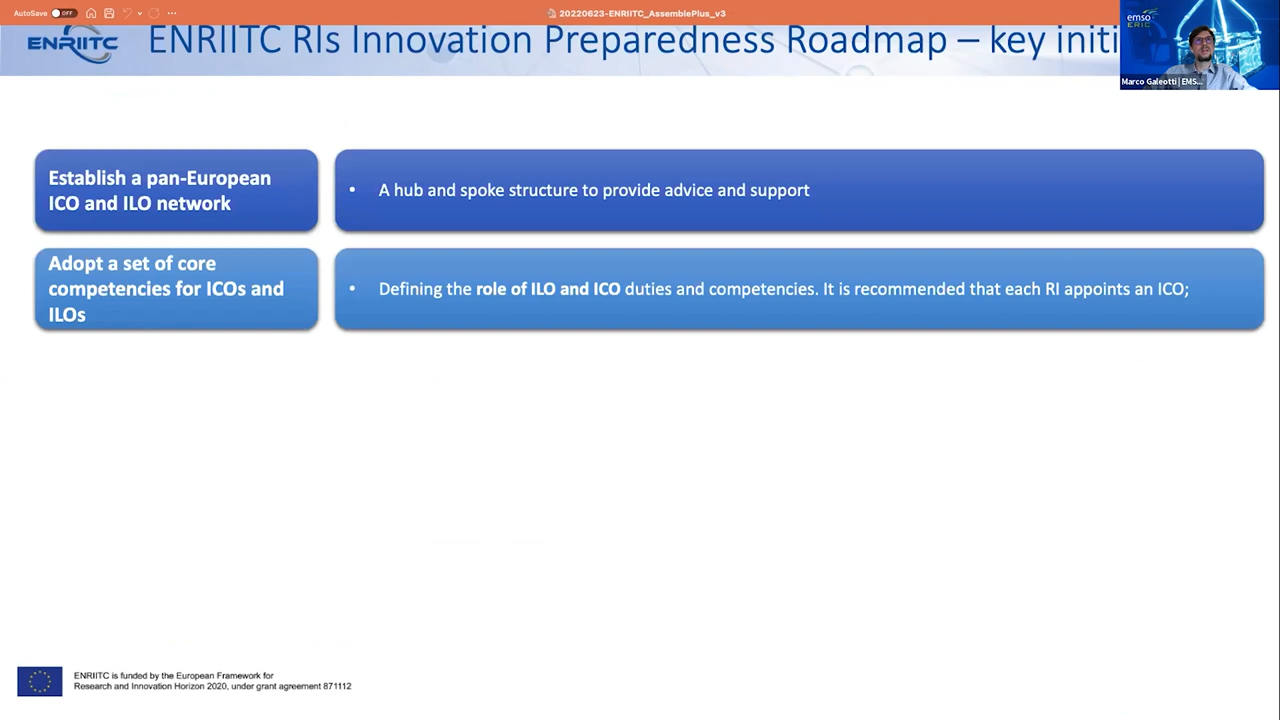 AutoSave OFF
20220623-ENRIITC_AssemblePlus_v3
ENRIITC
ENRIITC RIs Innovation Preparedness Roadmap – key initi
emso
ERIC
Marco Galeotti | EMS...
Establish a pan-European
ICO and ILO network
• A hub and spoke structure to provide advice and support
Adopt a set of core
competencies for ICOs and
ILOs
• Defining the role of ILO and ICO duties and competencies. It is recommended that each RI appoints an ICO;
ENRIITC is funded by the European Framework for
Research and Innovation Horizon 2020, under grant agreement 871112